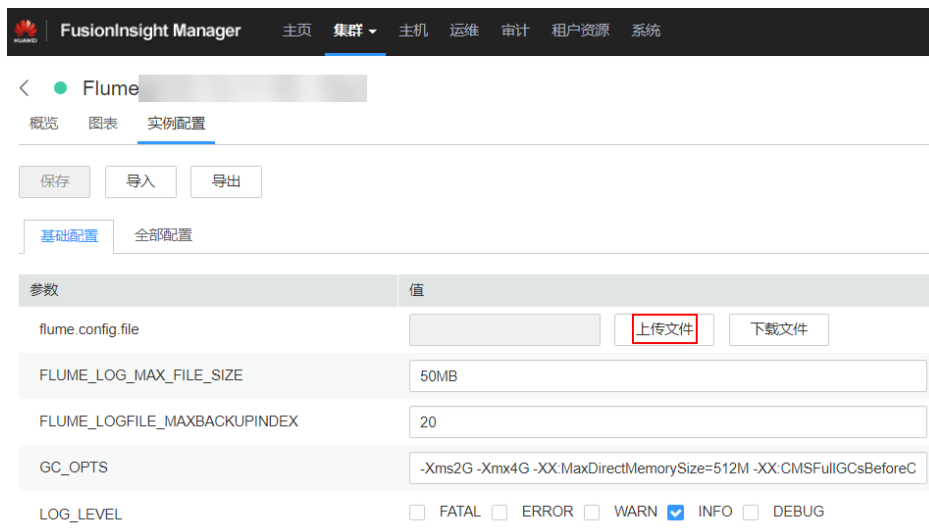 HUAWEI FusionInsight Manager 主页 集群 主机 运维 审计 租户资源 系统
Flume
概览 图表 实例配置
保存 导入 导出
基础配置 全部配置
参数 值
flume.config.file 上传文件 下载文件
FLUME_LOG_MAX_FILE_SIZE 50MB
FLUME_LOGFILE_MAXBACKUPINDEX 20
GC_OPTS -Xms2G -Xmx4G -XX:MaxDirectMemorySize=512M -XX:CMSFullGCsBeforeC
LOG_LEVEL FATAL ERROR WARN INFO DEBUG